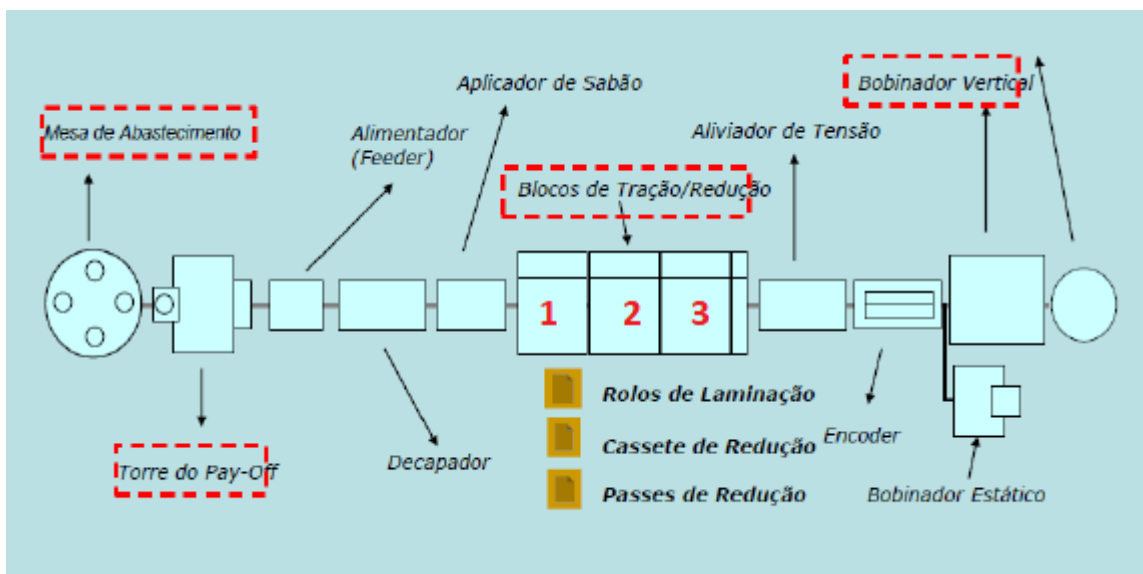 Aplicador de Sabão
Bobinador Vertical
Mesa de Abastecimento
Alimentador
(Feeder)
Aliviador de Tensão
Blocos de Tração/Redução
1
2
3
Rolos de Laminação
Cassete de Redução
Passes de Redução
Encoder
Torre do Pay-Off
Decapador
Bobinador Estático